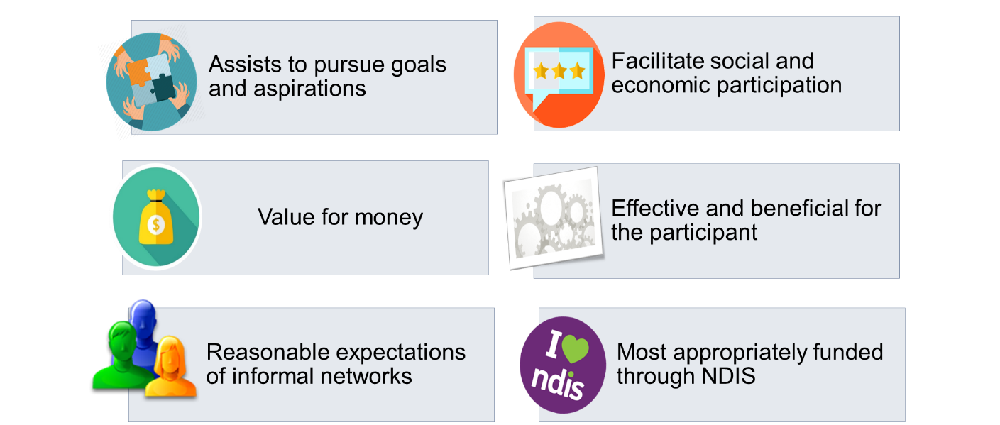 Assists to pursue goals
and aspirations
Facilitate social and
economic participation
Value for money
$
Effective and beneficial for
the participant
Reasonable expectations
of informal networks
I
ndis
Most appropriately funded
through NDIS